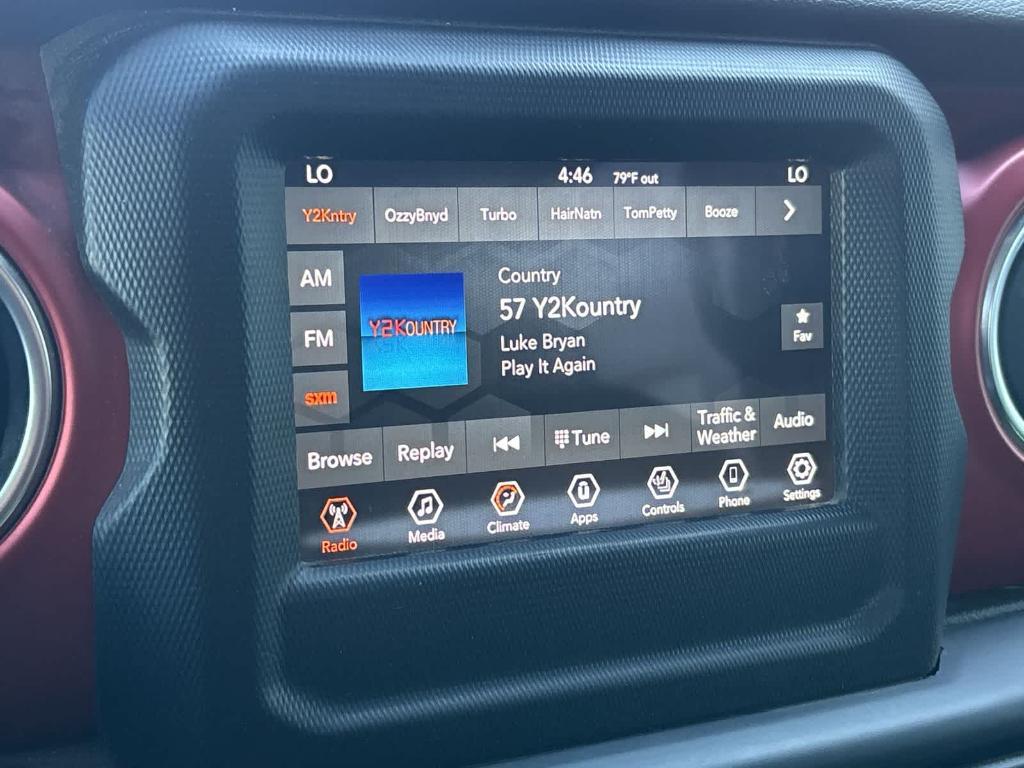 LO 4:46 79°F out LO
Y2Kntry OzzyBnyd Turbo HairNatn TomPetty Booze
AM
FM
sxm
Y2KOUNTRY
Country
57 Y2Kountry
Luke Bryan
Play It Again
Fav
Browse Replay Tune Traffic & Weather Audio
Radio Media Climate Apps Controls Phone Settings